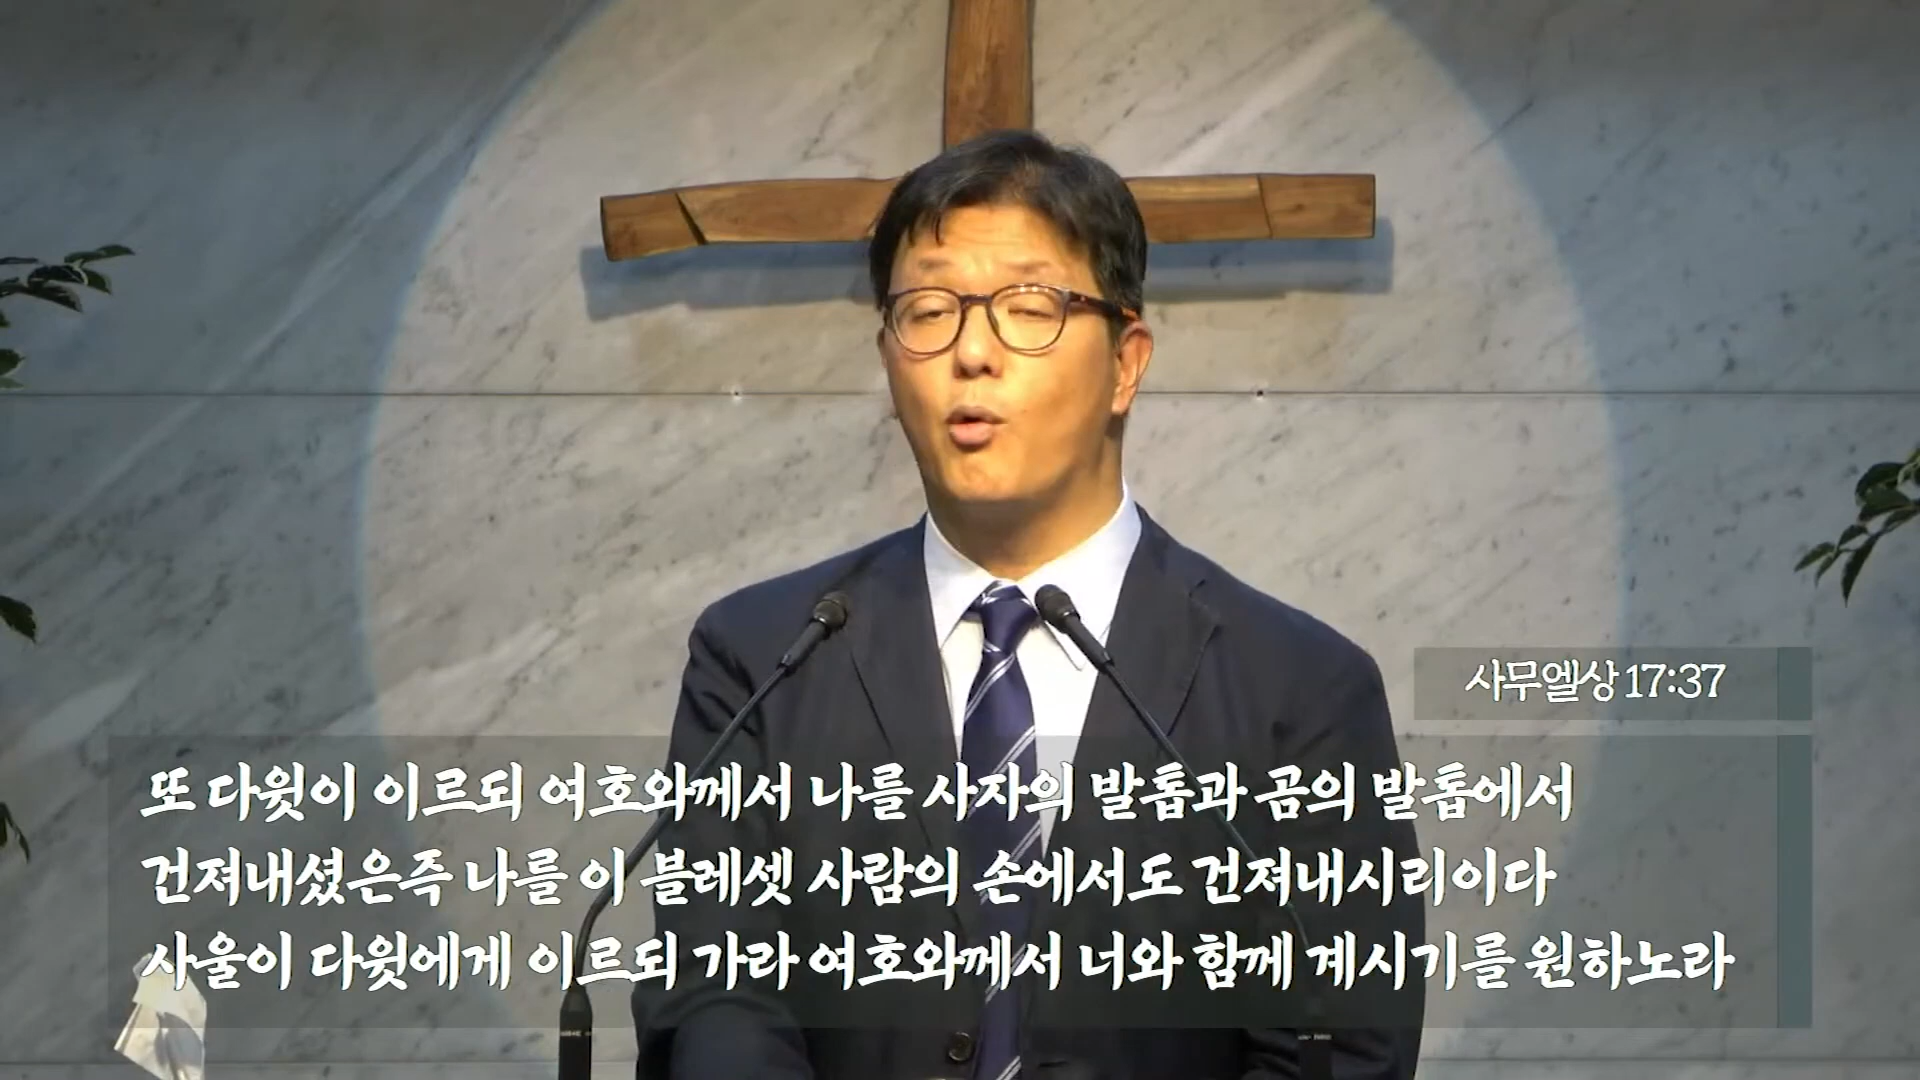 사무엘상 17:37
또 다윗이 이르되 여호와께서 나를 사자의 발톱과 곰의 발톱에서
건져내셨은즉 나를 이 블레셋 사람의 손에서도 건져내시리이다
사울이 다윗에게 이르되 가라 여호와께서 너와 함께 계시기를 원하노라